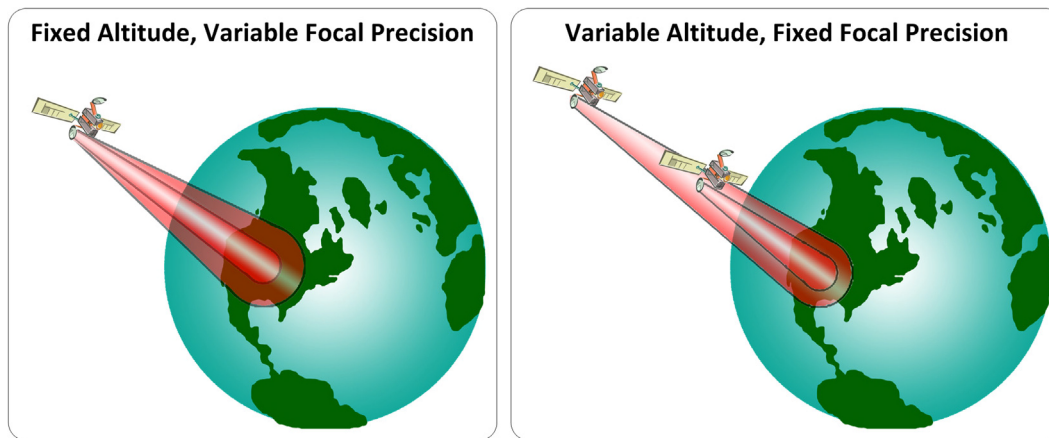 Fixed Altitude, Variable Focal Precision
Variable Altitude, Fixed Focal Precision